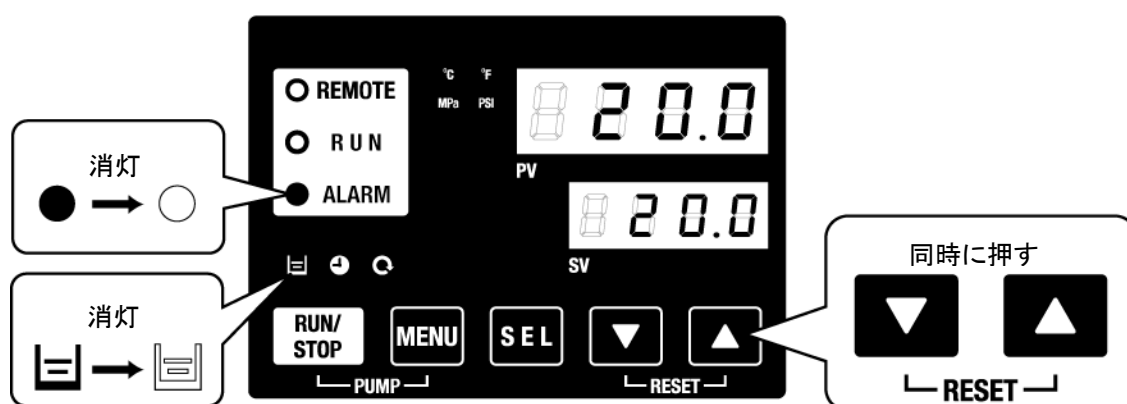 消灯
消灯
REMOTE
RUN
ALARM
°C °F
MPa PSI
20.0
PV
20.0
SV
RUN/
STOP
MENU
SEL
PUMP
RESET
同時に押す
RESET